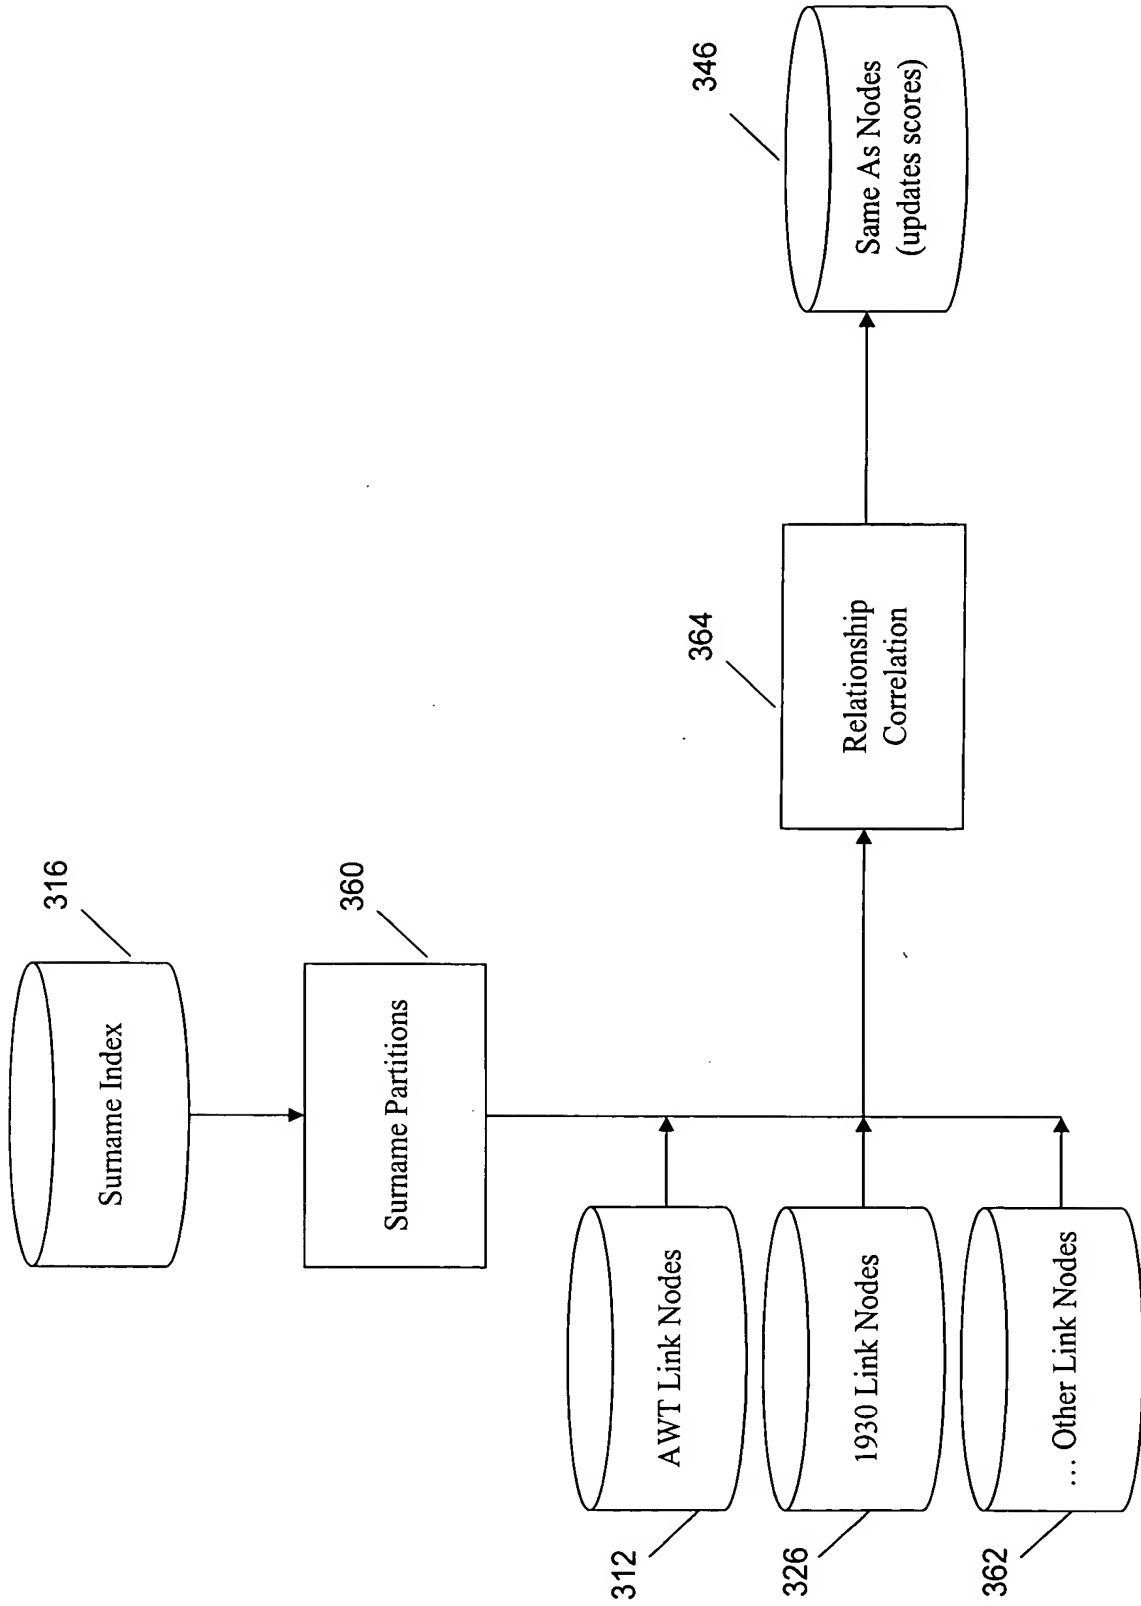 316
Surname Index
360
Surname Partitions
312
AWT Link Nodes
326
1930 Link Nodes
362
... Other Link Nodes
364
Relationship
Correlation
346
Same As Nodes
(updates scores)